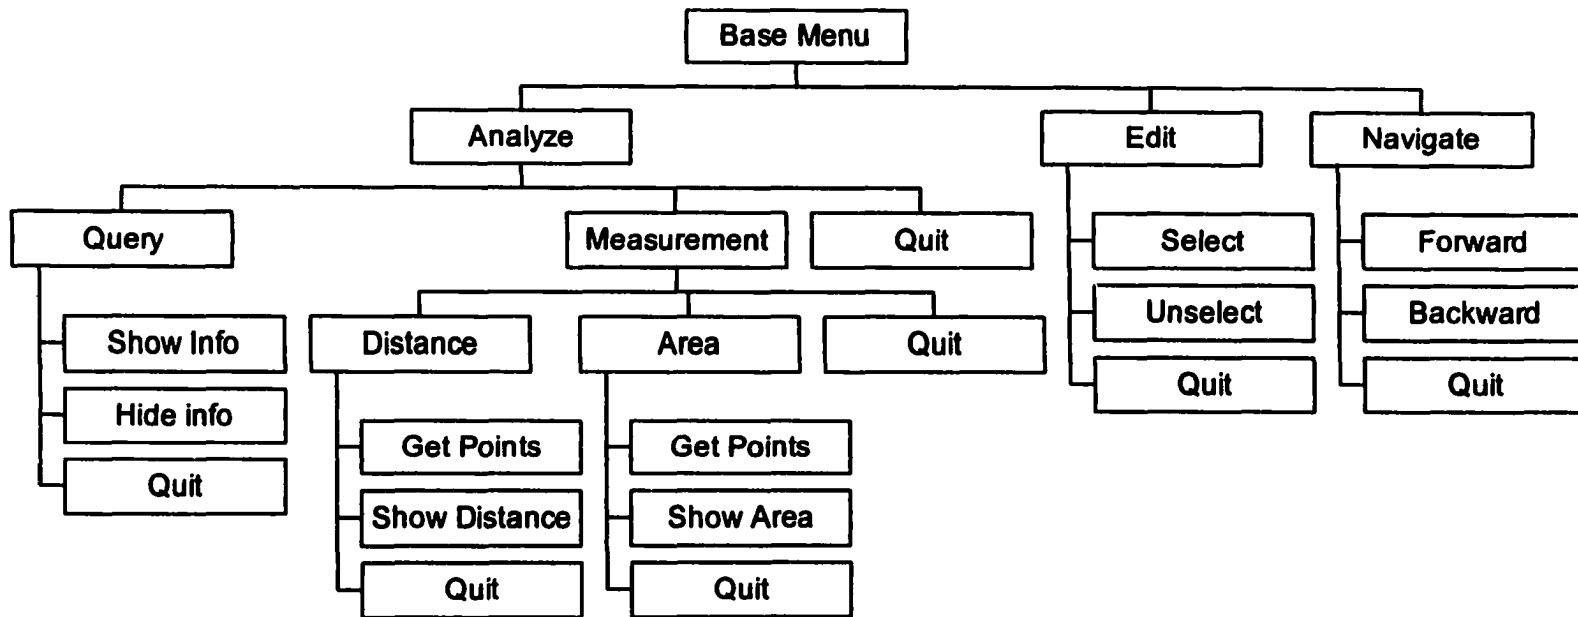 Base Menu
Analyze
Edit
Navigate
Query
Measurement
Quit
Select
Forward
Unselect
Backward
Quit
Quit
Show Info
Hide info
Quit
Distance
Area
Quit
Get Points
Show Distance
Quit
Get Points
Show Area
Quit